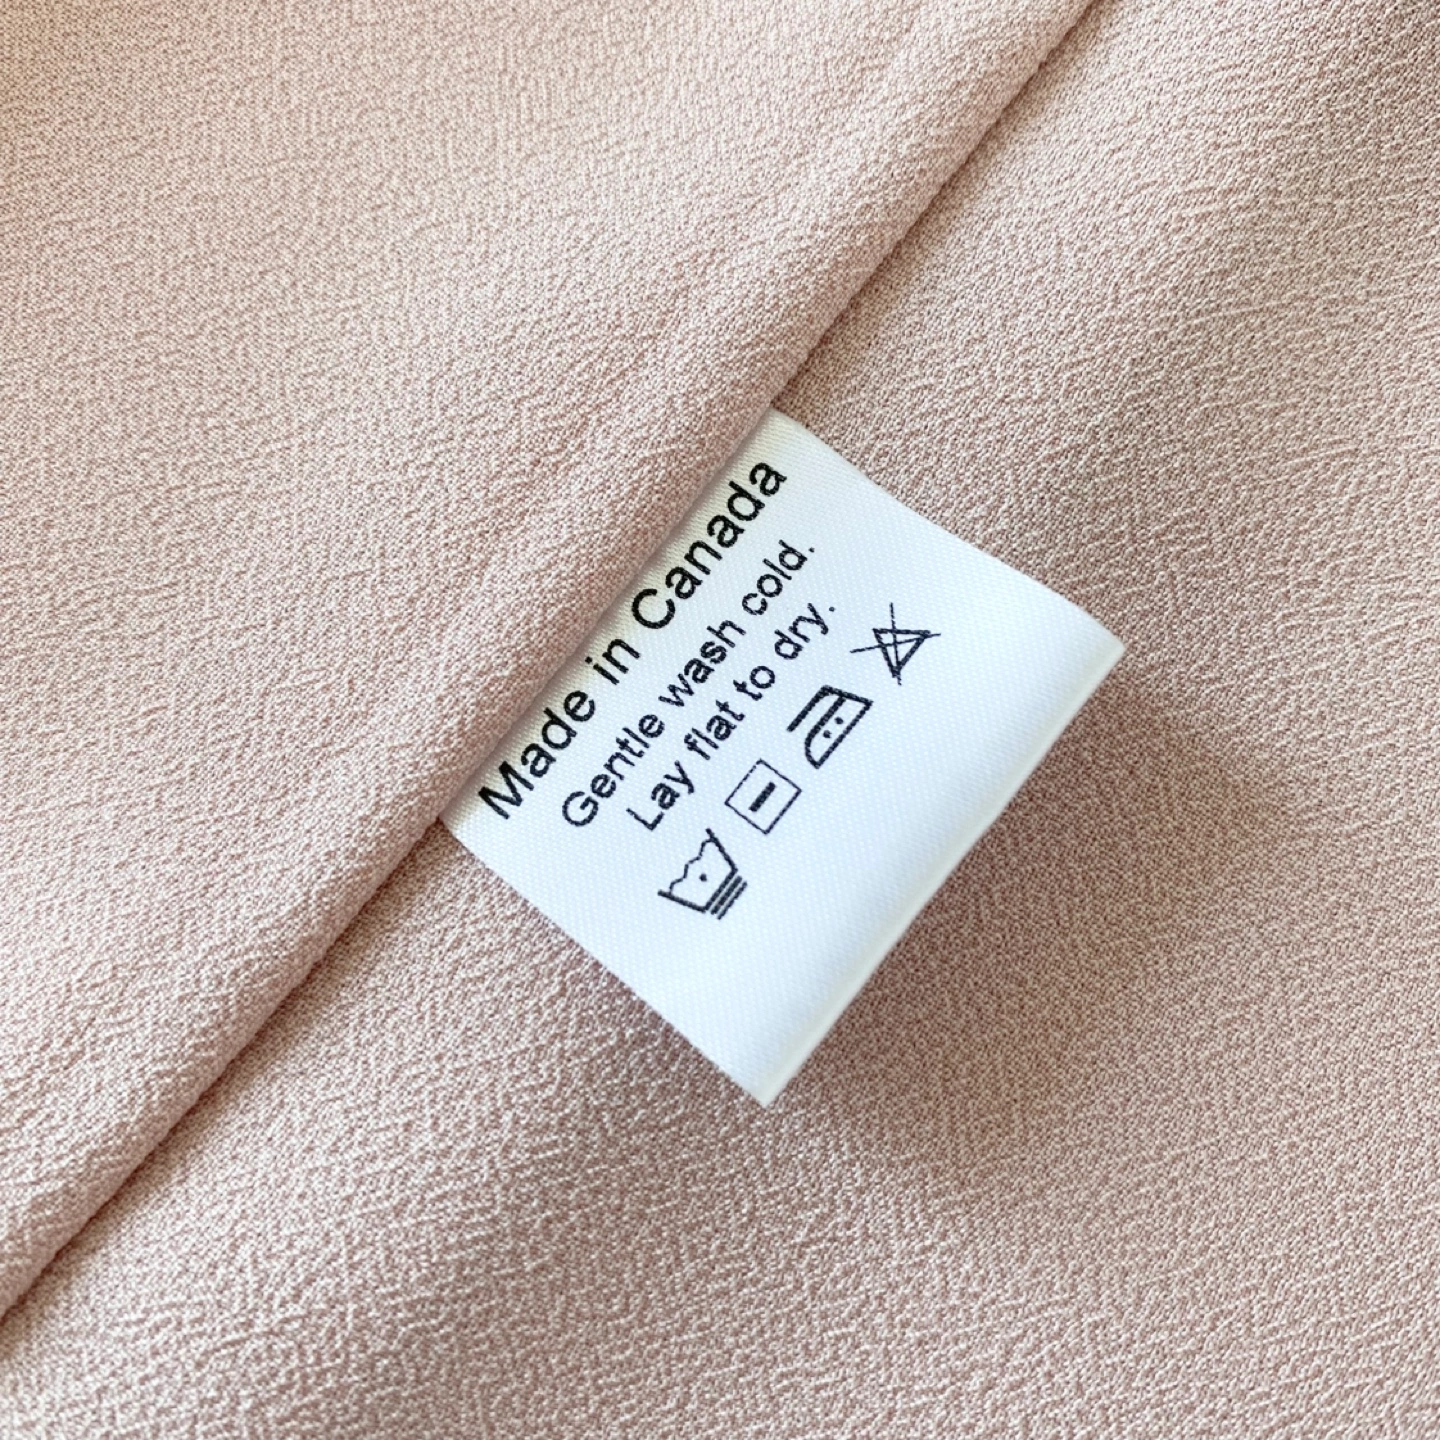 Made in Canada
Gentle wash cold.
Lay flat to dry.